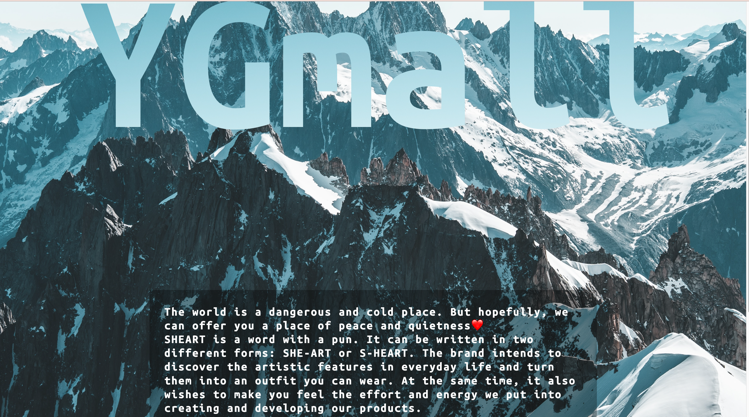 YGmall
The world is a dangerous and cold place. But hopefully, we
can offer you a place of peace and quietness❤️
SHEART is a word with a pun. It can be written in two
different forms: SHE-ART or S-HEART. The brand intends to
discover the artistic features in everyday life and turn
them into an outfit you can wear. At the same time, it also
wishes to make you feel the effort and energy we put into
creating and developing our products.